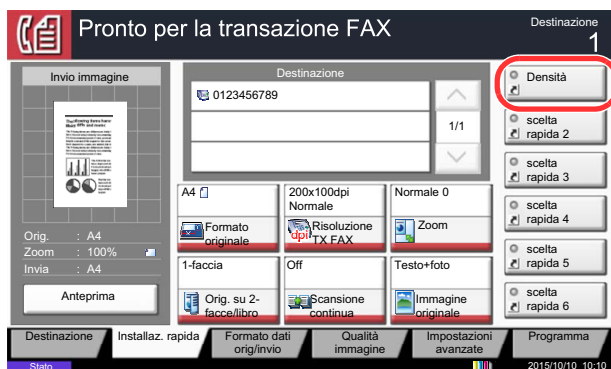 Pronto per la transazione FAX
Destinazione
1
Invio immagine
Orig. : A4
Zoom : 100%
Invia : A4
Anteprima
Destinazione
0123456789
1/1
A4
Formato
originale
200x100dpi
Normale
dpi
Risoluzione
TX FAX
Normale 0
Zoom
1-faccia
Orig. su 2-
facce/libro
Off
Scansione
continua
Testo+foto
Immagine
originale
Densità
scelta
rapida 2
scelta
rapida 3
scelta
rapida 4
scelta
rapida 5
scelta
rapida 6
Destinazione
Installaz. rapida
Formato dati
orig/invio
Qualità
immagine
Impostazioni
avanzate
Programma
Stato
2015/10/10 10:10